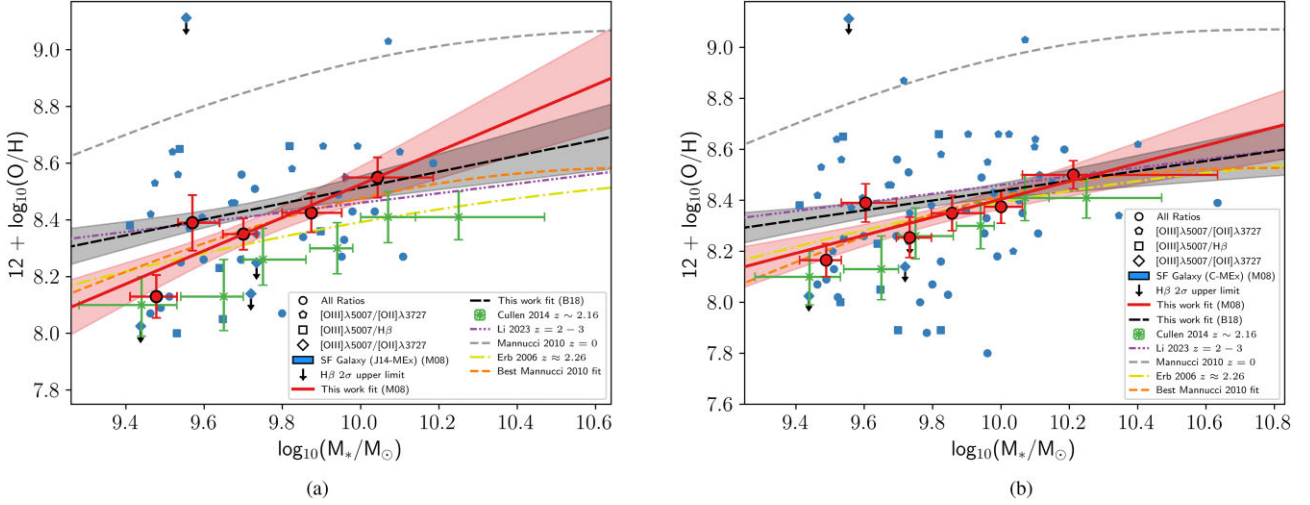 9.0
8.8
8.6
8.4
8.2
8.0
7.8
12 + log10(O/H)
9.4 9.6 9.8 10.0 10.2 10.4 10.6
log10(M*/M⊙)
All Ratios
[OIII]λ5007/[OII]λ3727
[OIII]λ5007/Hβ
[OIII]λ5007/[OII]λ3727
SF Galaxy (J14-MEx) (M08)
Hβ 2σ upper limit
This work fit (M08)
This work fit (B18)
Cullen 2014 z ∼ 2.16
Li 2023 z = 2 − 3
Mannucci 2010 z = 0
Erb 2006 z ≈ 2.26
Best Mannucci 2010 fit
(a)
9.0
8.8
8.6
8.4
8.2
8.0
7.8
7.6
12 + log10(O/H)
9.4 9.6 9.8 10.0 10.2 10.4 10.6 10.8
log10(M*/M⊙)
All Ratios
[OIII]λ5007/[OII]λ3727
[OIII]λ5007/Hβ
[OIII]λ5007/[OII]λ3727
SF Galaxy (C-MEx) (M08)
Hβ 2σ upper limit
This work fit (M08)
This work fit (B18)
Cullen 2014 z ∼ 2.16
Li 2023 z = 2 − 3
Mannucci 2010 z = 0
Erb 2006 z ≈ 2.26
Best Mannucci 2010 fit
(b)